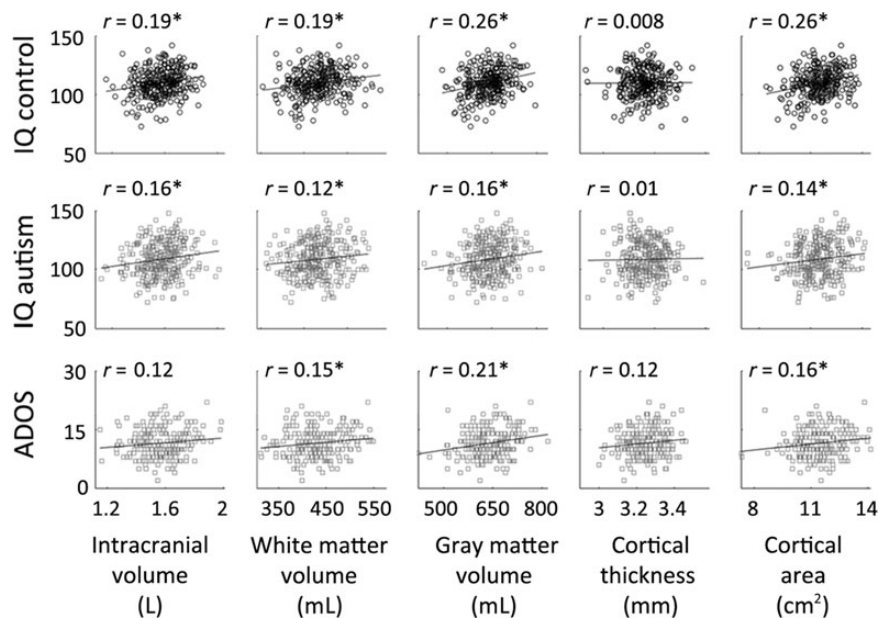 r = 0.19* r = 0.19* r = 0.26* r = 0.008 r = 0.26*
IQ control
150
100
50
r = 0.16* r = 0.12* r = 0.16* r = 0.01 r = 0.14*
IQ autism
150
100
50
r = 0.12 r = 0.15* r = 0.21* r = 0.12 r = 0.16*
ADOS
30
15
0
1.2 1.6 2 350 450 550 500 650 800 3 3.2 3.4 8 11 14
Intracranial
volume
(L)
White matter
volume
(mL)
Gray matter
volume
(mL)
Cortical
thickness
(mm)
Cortical
area
(cm²)